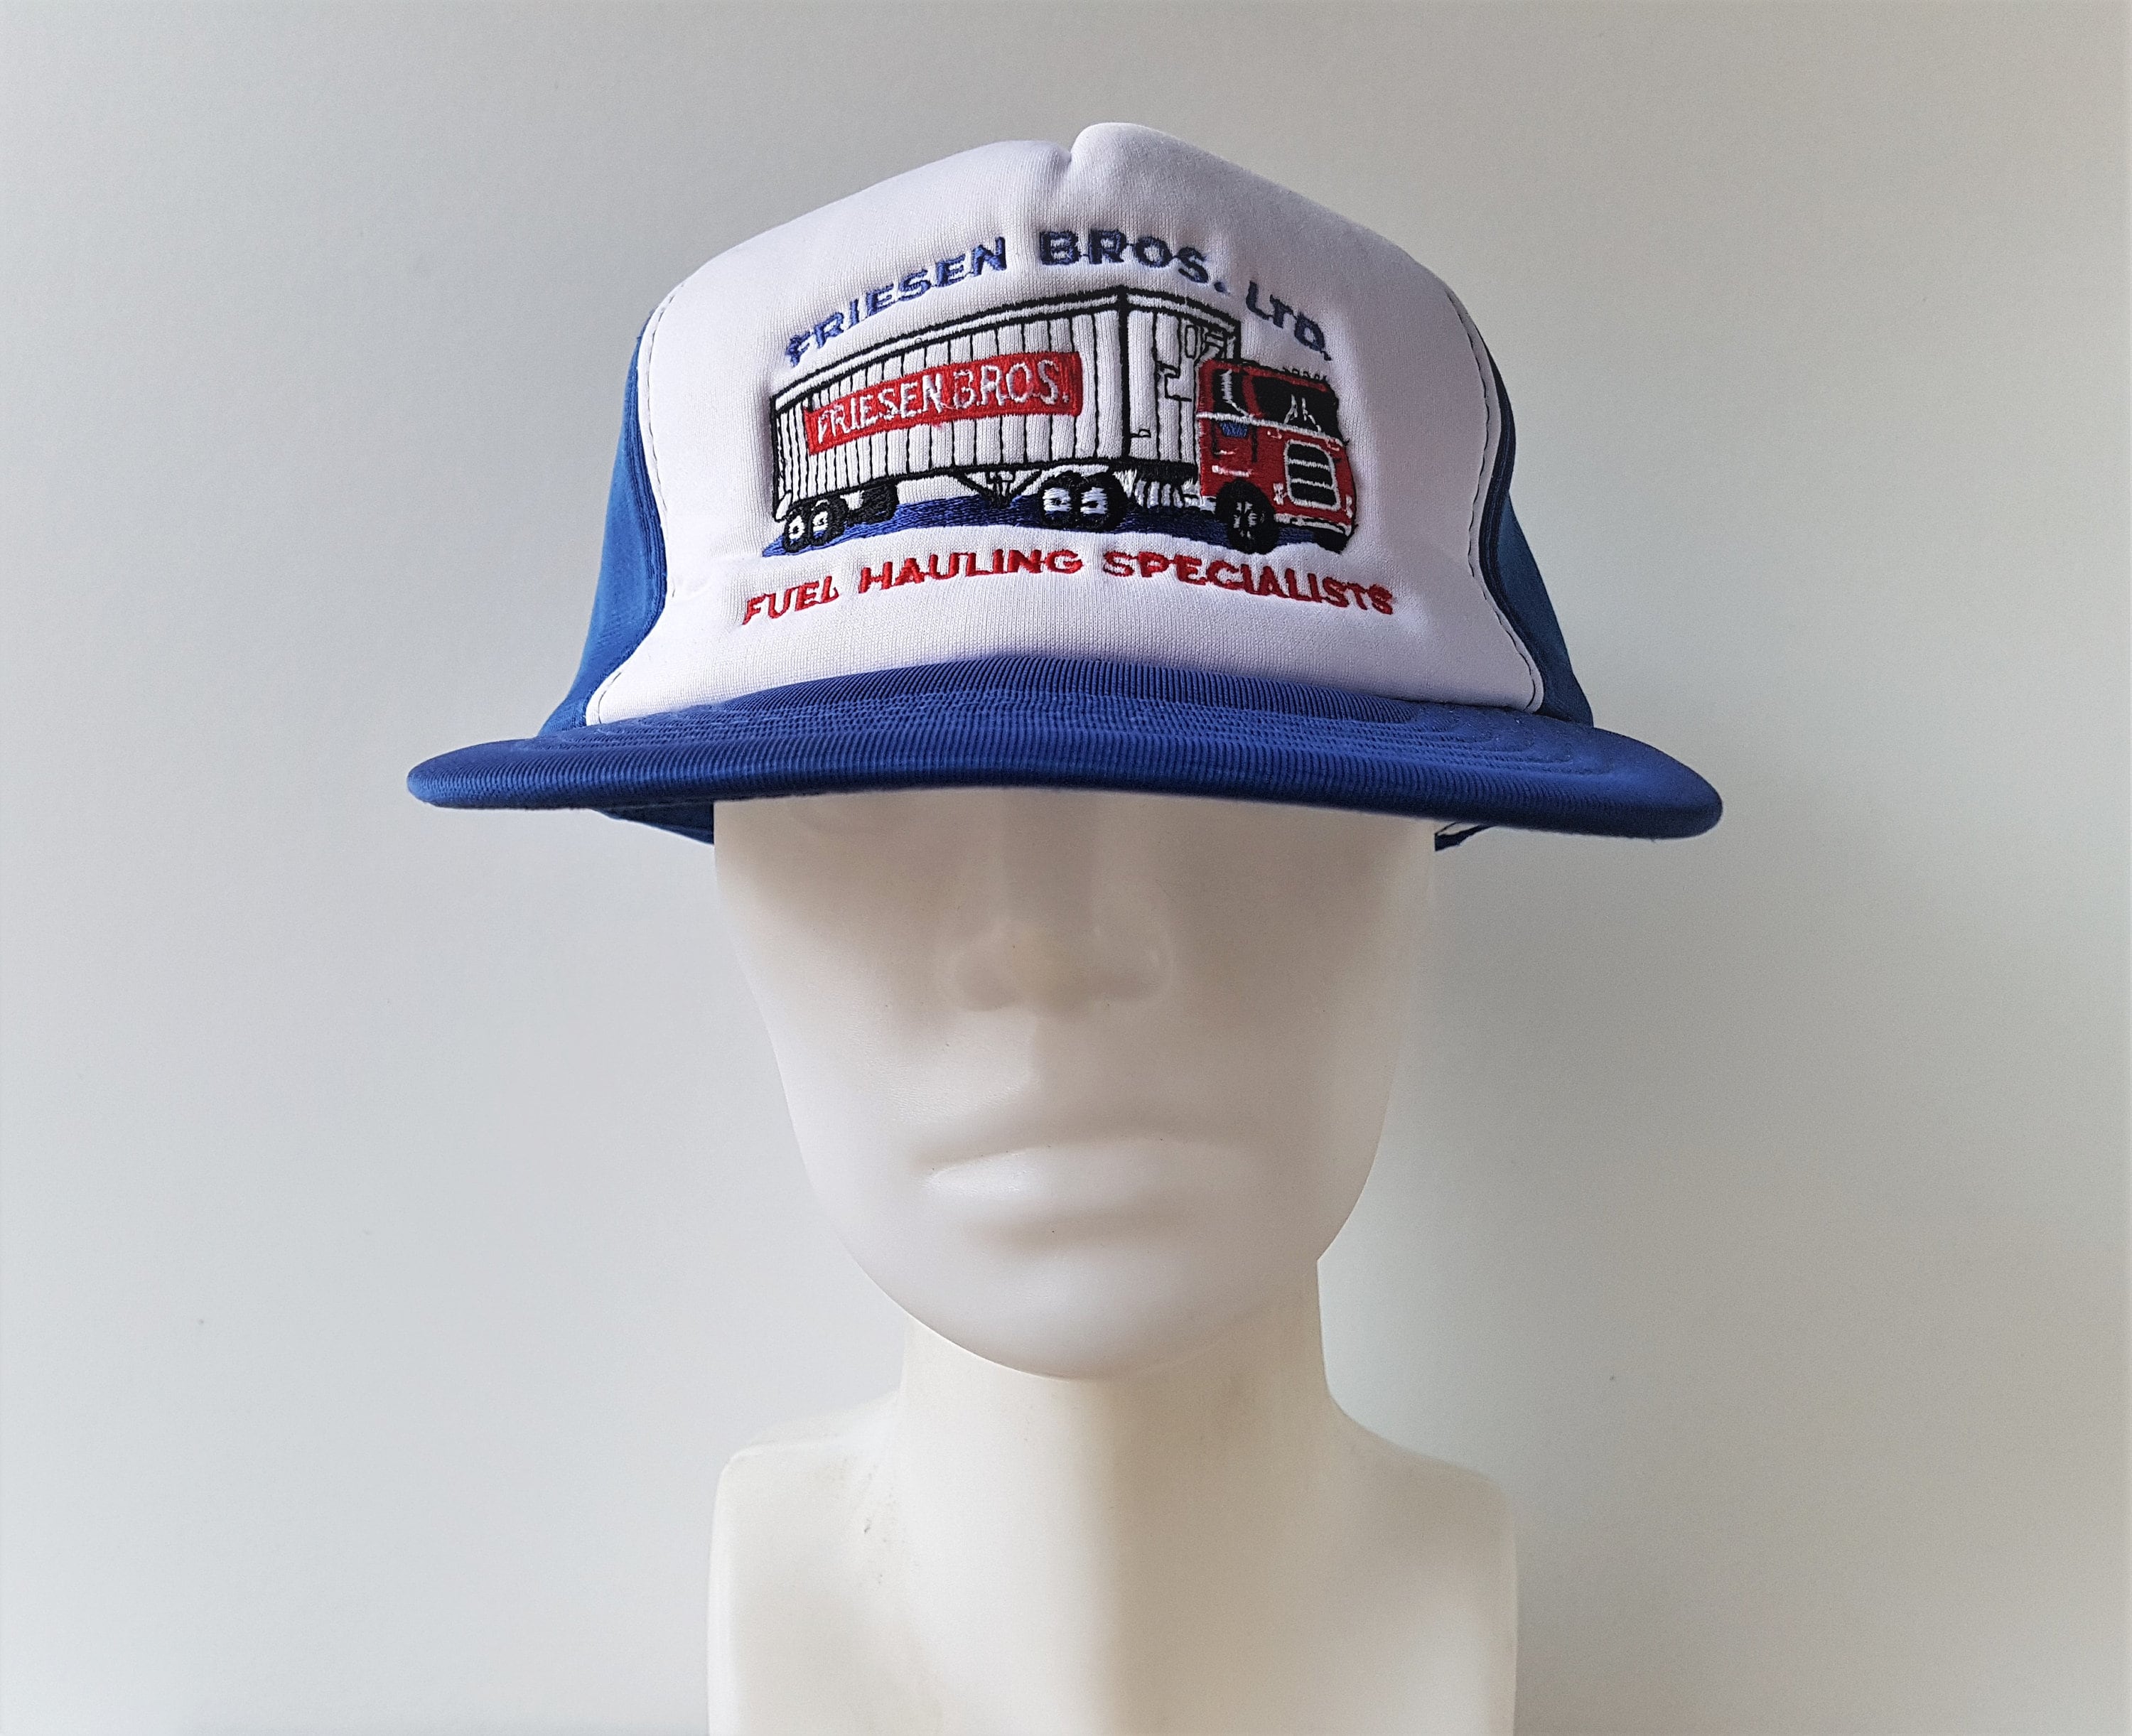 FRIESEN BROS. LTD.
FRIESEN BROS.
FUEL HAULING SPECIALISTS